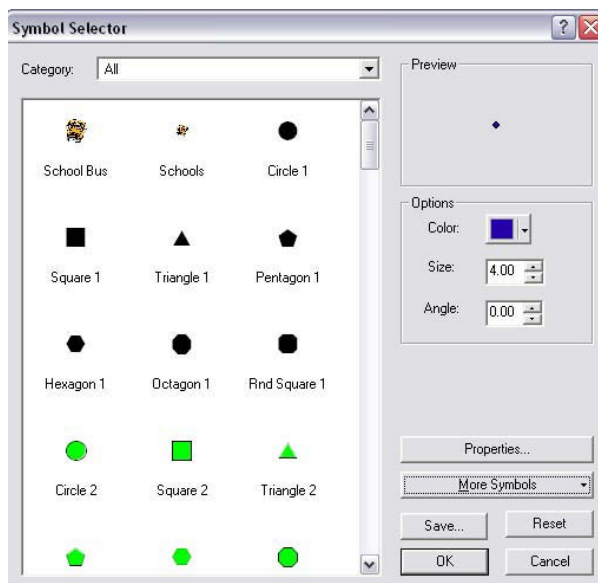 Symbol Selector
Category: All
School Bus Schools Circle 1
Square 1 Triangle 1 Pentagon 1
Hexagon 1 Octagon 1 Rnd Square 1
Circle 2 Square 2 Triangle 2
Preview
Options
Color:
Size: 4.00
Angle: 0.00
Properties...
More Symbols
Save... Reset
OK Cancel